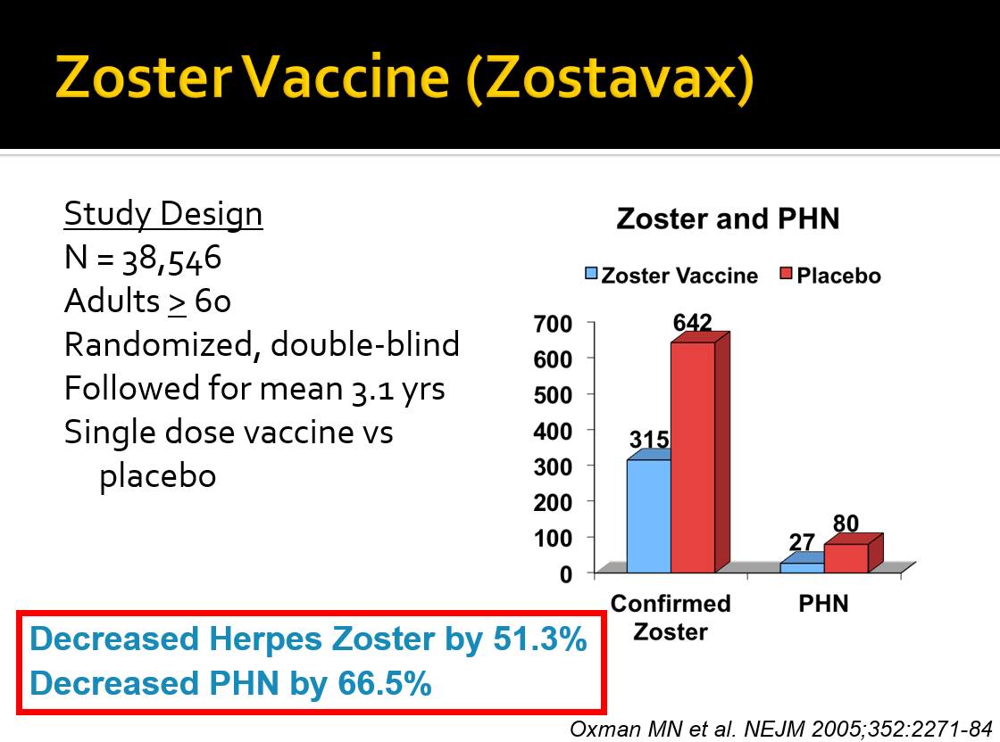 Zoster Vaccine (Zostavax)
Study Design
N = 38,546
Adults > 60
Randomized, double-blind
Followed for mean 3.1 yrs
Single dose vaccine vs
placebo
Zoster and PHN
Zoster Vaccine Placebo
700
600
500
400
300
200
100
0
642
315
80
27
Confirmed
Zoster
PHN
Decreased Herpes Zoster by 51.3%
Decreased PHN by 66.5%
Oxman MN et al. NEJM 2005;352:2271-84